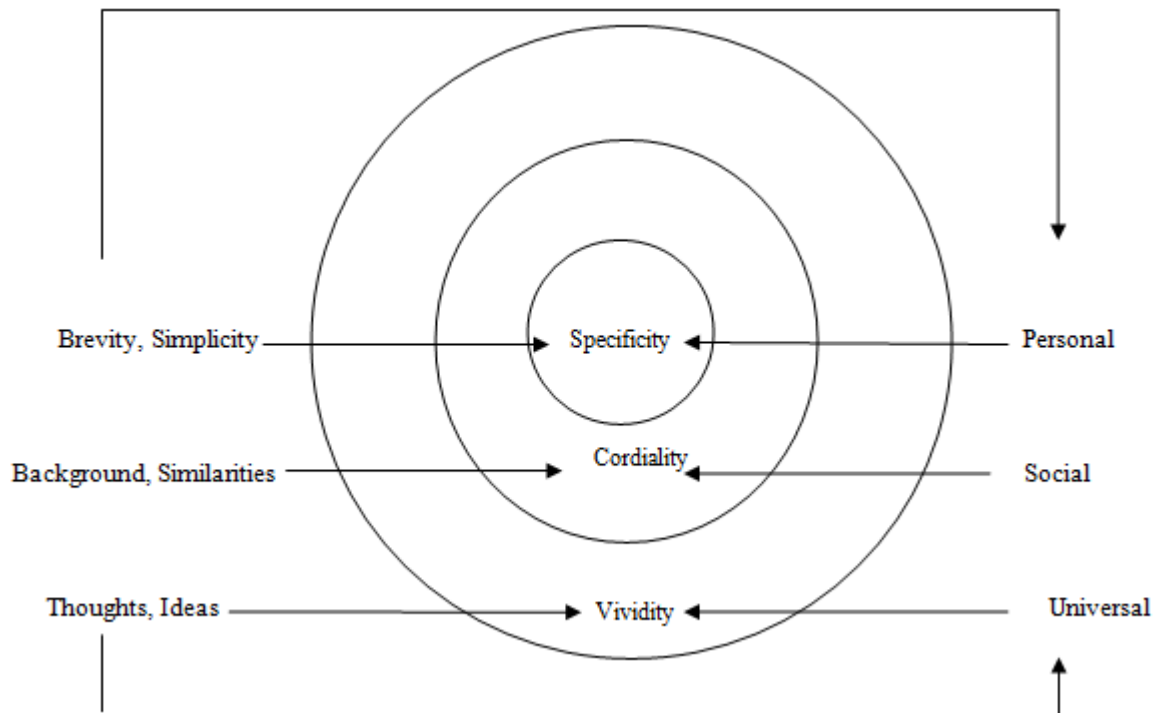 Brevity, Simplicity Specificity Personal
Cordiality
Background, Similarities Social
Thoughts, Ideas Vividity Universal